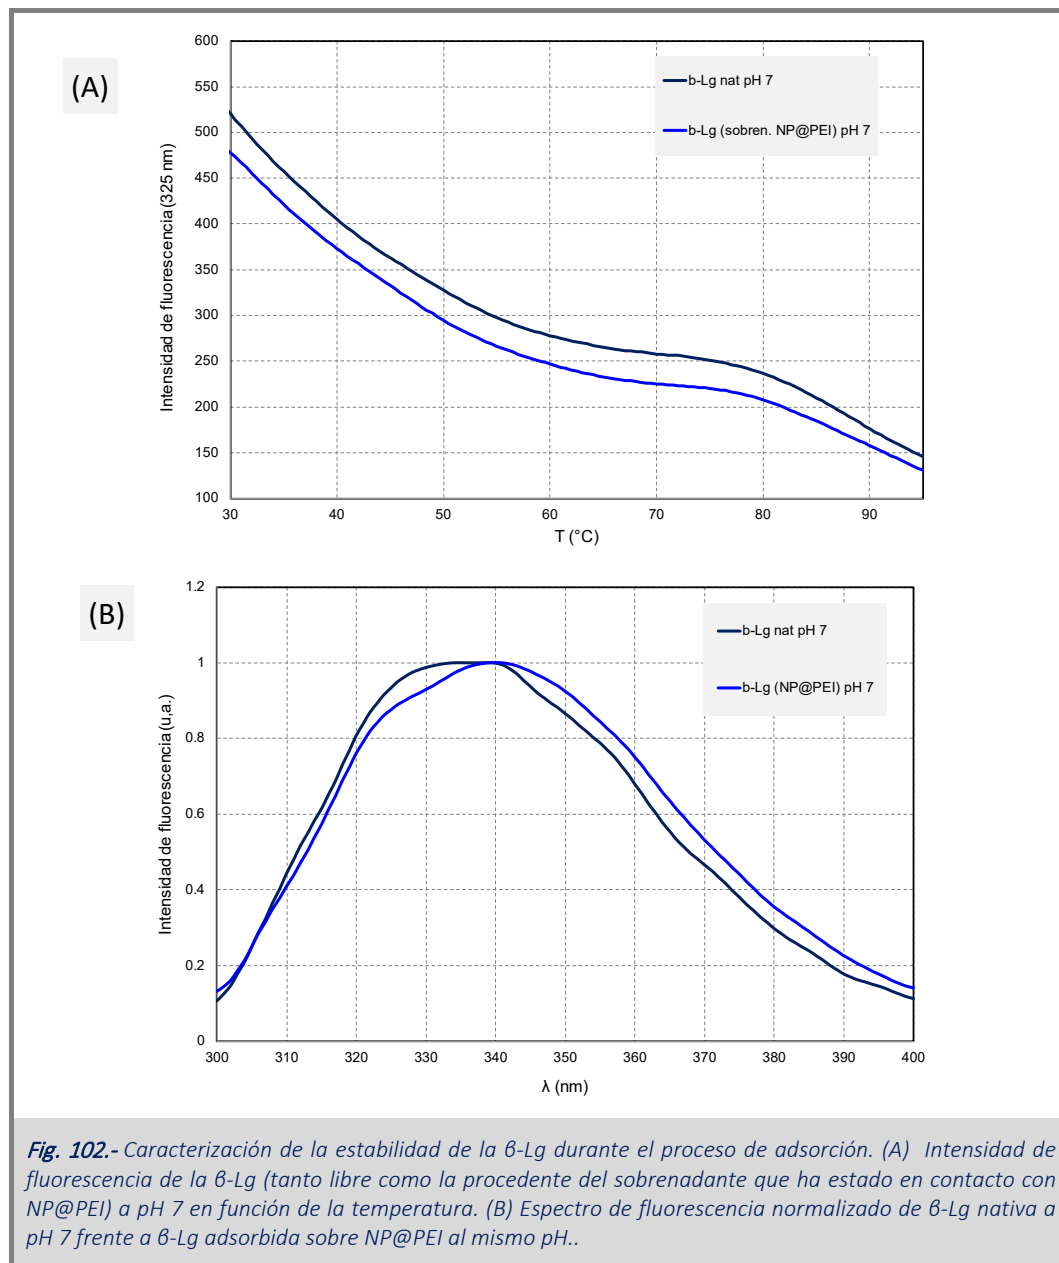 (A)
600
550
500
450
400
350
300
250
200
150
100
30 40 50 60 70 80 90
Intensidad de fluorescencia (325 nm)
T (°C)
b-Lg nat pH 7
b-Lg (sobren. NP@PEI) pH 7
(B)
1.2
1
0.8
0.6
0.4
0.2
0
300 310 320 330 340 350 360 370 380 390 400
Intensidad de fluorescencia (u,a.)
λ (nm)
b-Lg nat pH 7
b-Lg (NP@PEI) pH 7
Fig. 102.- Caracterización de la estabilidad de la β-Lg durante el proceso de adsorción. (A) Intensidad de
fluorescencia de la β-Lg (tanto libre como la procedente del sobrenadante que ha estado en contacto con
NP@PEI) a pH 7 en función de la temperatura. (B) Espectro de fluorescencia normalizado de β-Lg nativa a
pH 7 frente a β-Lg adsorbida sobre NP@PEI al mismo pH..